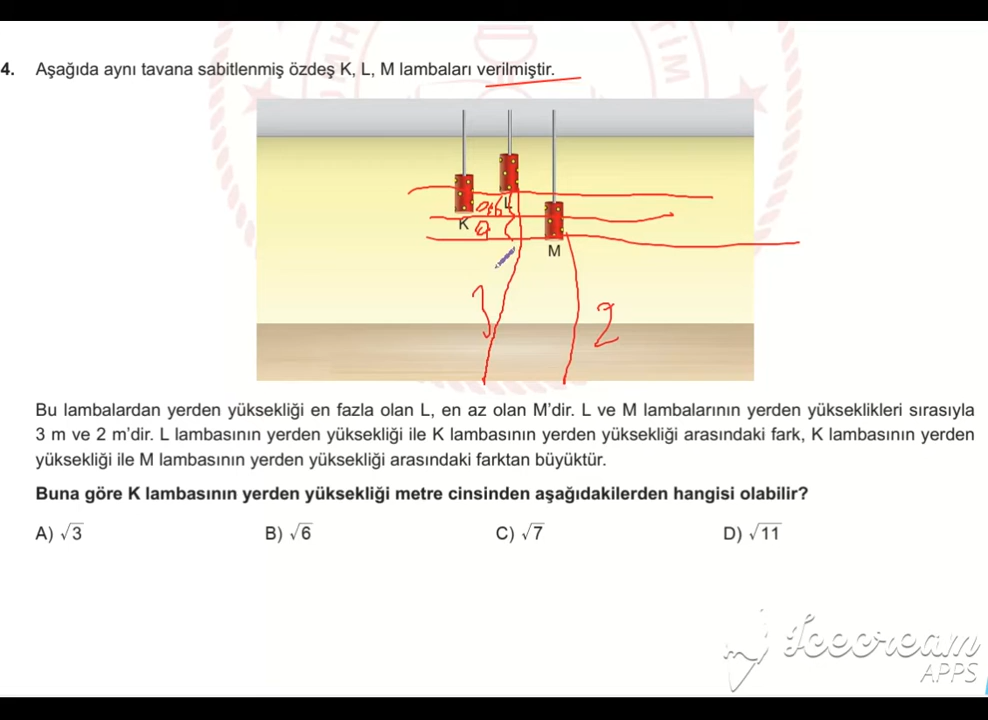 4. Aşağıda aynı tavana sabitlenmiş özdeş K, L, M lambaları verilmiştir.
L
K
M
3
2
Bu lambalardan yerden yüksekliği en fazla olan L, en az olan M’dir. L ve M lambalarının yerden yükseklikleri sırasıyla
3 m ve 2 m’dir. L lambasının yerden yüksekliği ile K lambasının yerden yüksekliği arasındaki fark, K lambasının yerden
yüksekliği ile M lambasının yerden yüksekliği arasındaki farktan büyüktür.
Buna göre K lambasının yerden yüksekliği metre cinsinden aşağıdakilerden hangisi olabilir?
A) √3 B) √6 C) √7 D) √11
Icecream
APPS